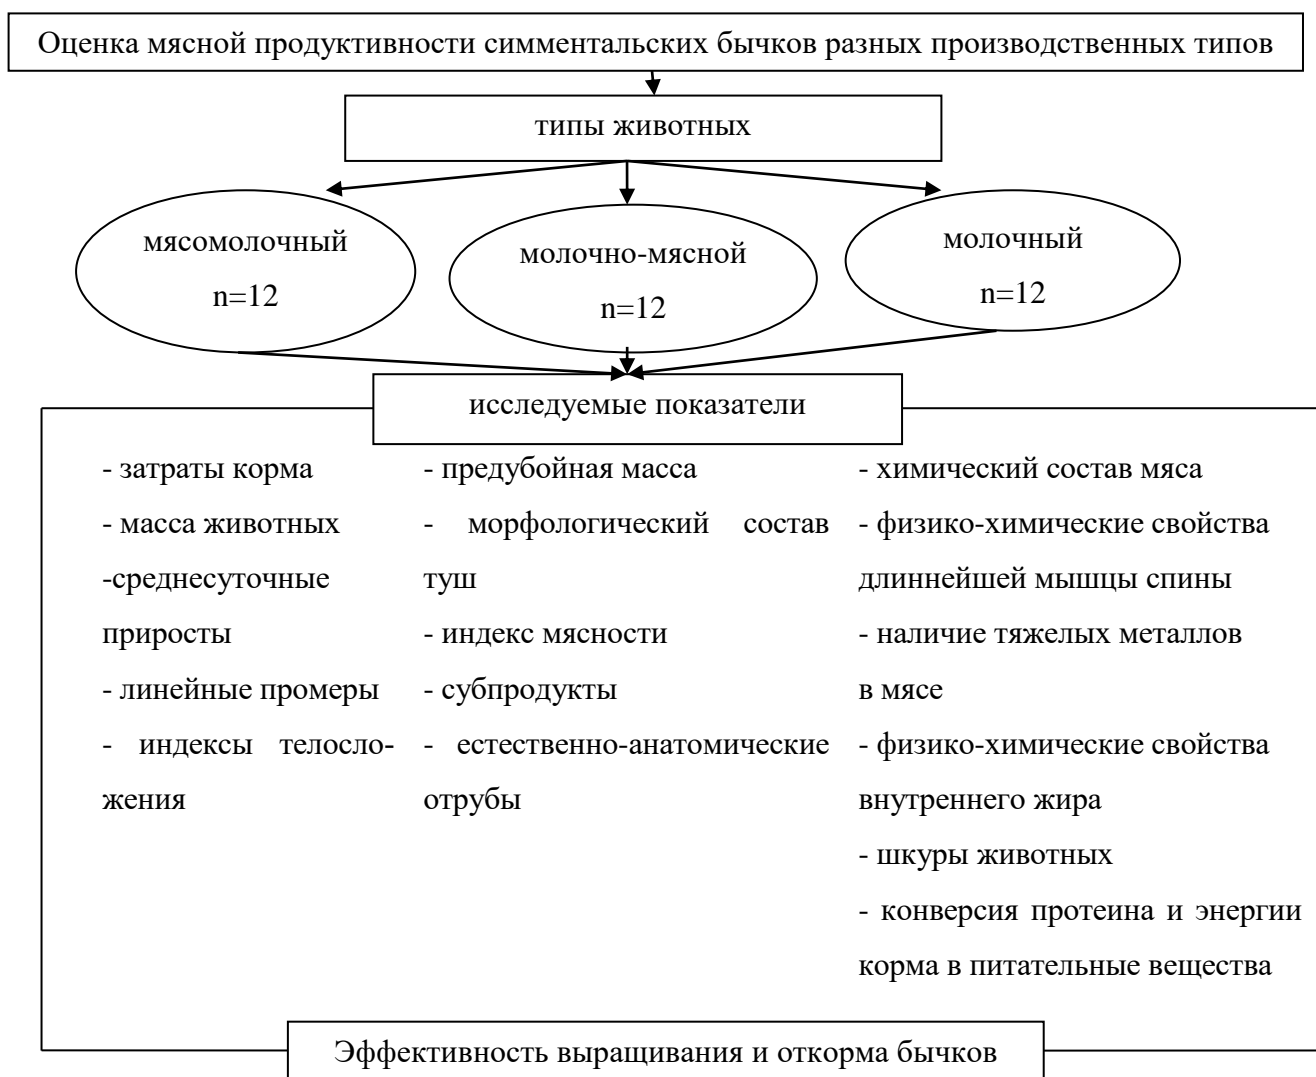 Оценка мясной продуктивности симментальских бычков разных производственных типов
типы животных
мясомолочный
n=12
молочно-мясной
n=12
молочный
n=12
исследуемые показатели
- затраты корма
- масса животных
-среднесуточные
приросты
- линейные промеры
- индексы телосло-
жения
- предубойная масса
- морфологический состав
туш
- индекс мясности
- субпродукты
- естественно-анатомические
отрубы
- химический состав мяса
- физико-химические свойства
длиннейшей мышцы спины
- наличие тяжелых металлов
в мясе
- физико-химические свойства
внутреннего жира
- шкуры животных
- конверсия протеина и энергии
корма в питательные вещества
Эффективность выращивания и откорма бычков